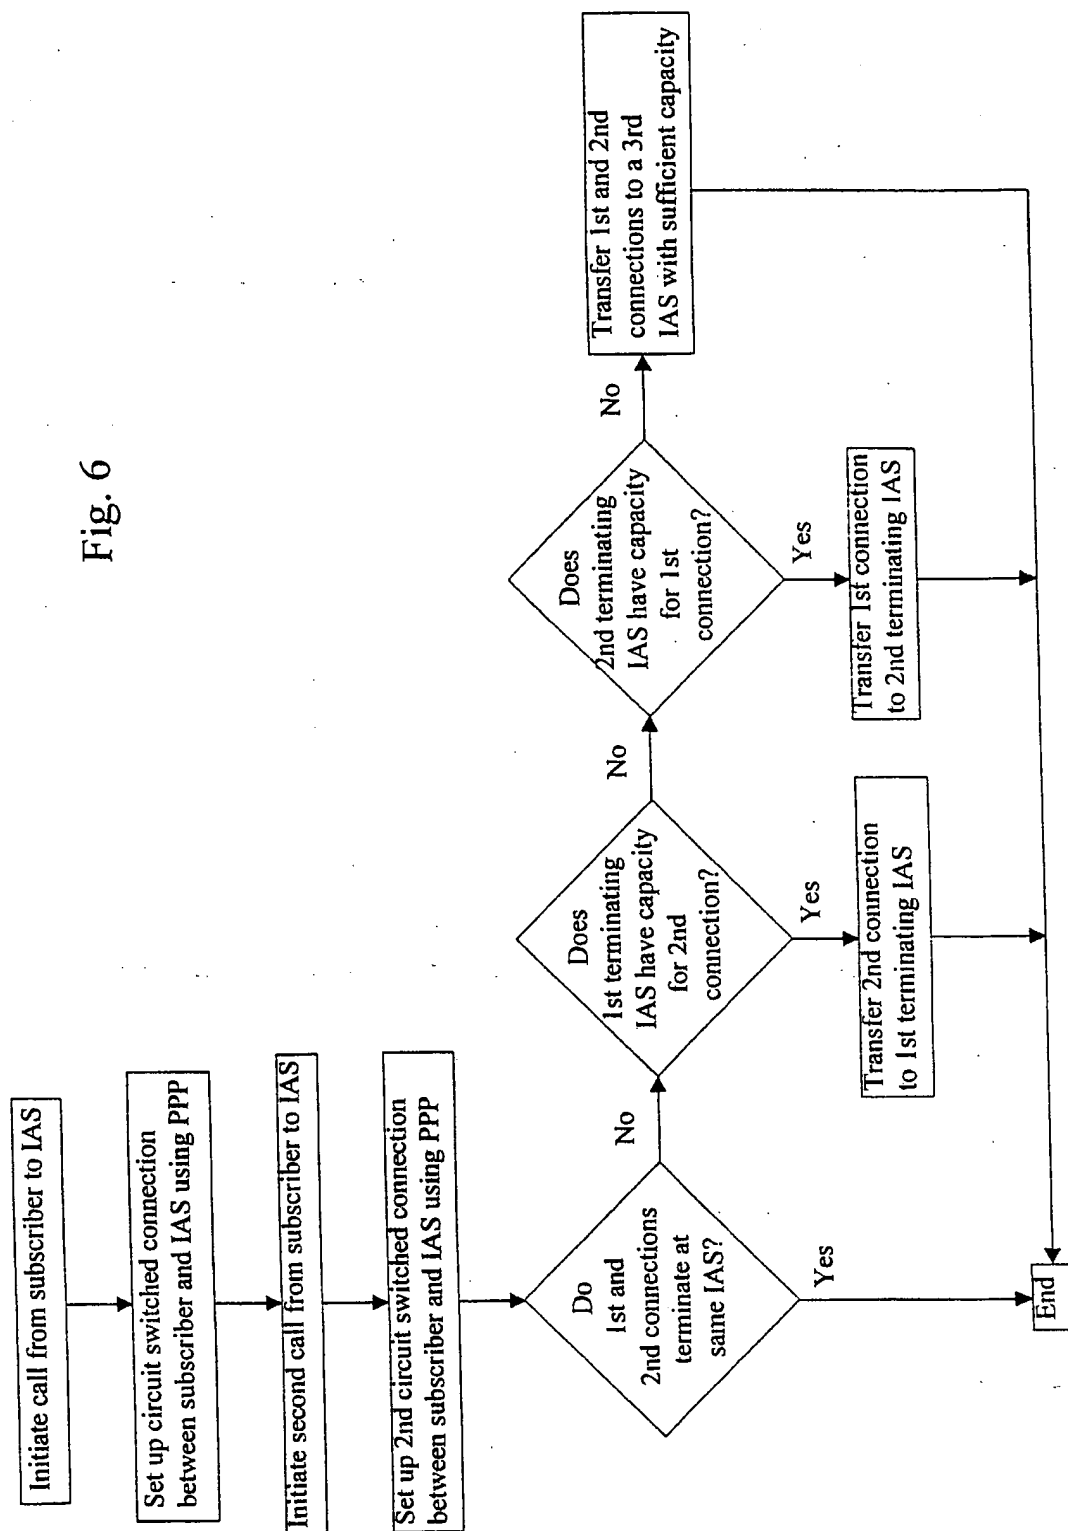 Fig. 6
Initiate call from subscriber to IAS
Set up circuit switched connection
between subscriber and IAS using PPP
Initiate second call from subscriber to IAS
Set up 2nd circuit switched connection
between subscriber and IAS using PPP
Do
1st and
2nd connections
terminate at
same IAS?
Yes
No
Does
1st terminating
IAS have capacity
for 2nd
connection?
Yes
Transfer 2nd connection
to 1st terminating IAS
No
Does
2nd terminating
IAS have capacity
for 1st
connection?
Yes
Transfer 1st connection
to 2nd terminating IAS
No
Transfer 1st and 2nd
connections to a 3rd
IAS with sufficient capacity
End